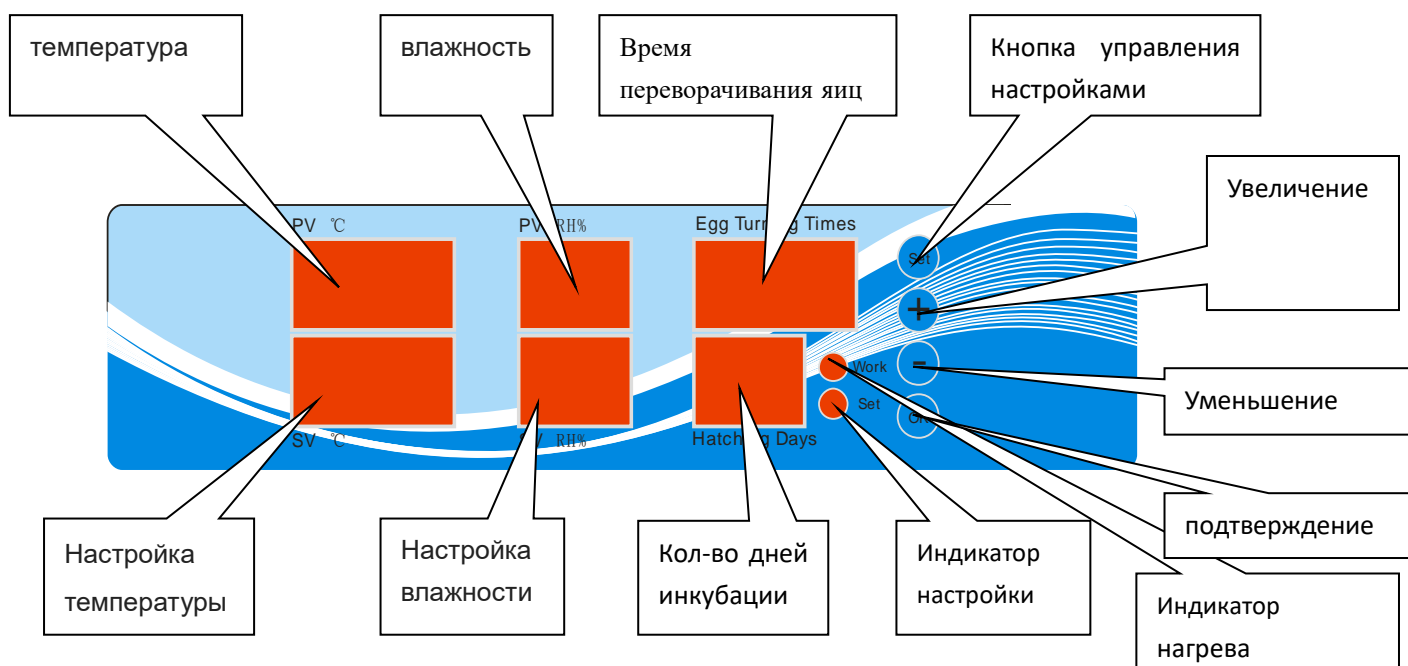 температура
влажность
Время
переворачивания яиц
Кнопка управления
настройками
Увеличение
PV ℃
PV RH%
Egg Turning Times
Set
+
-
Work
Set
Уменьшение
SV ℃
RH%
Hatching Days
подтверждение
Настройка
температуры
Настройка
влажности
Кол-во дней
инкубации
Индикатор
настройки
Индикатор
нагрева